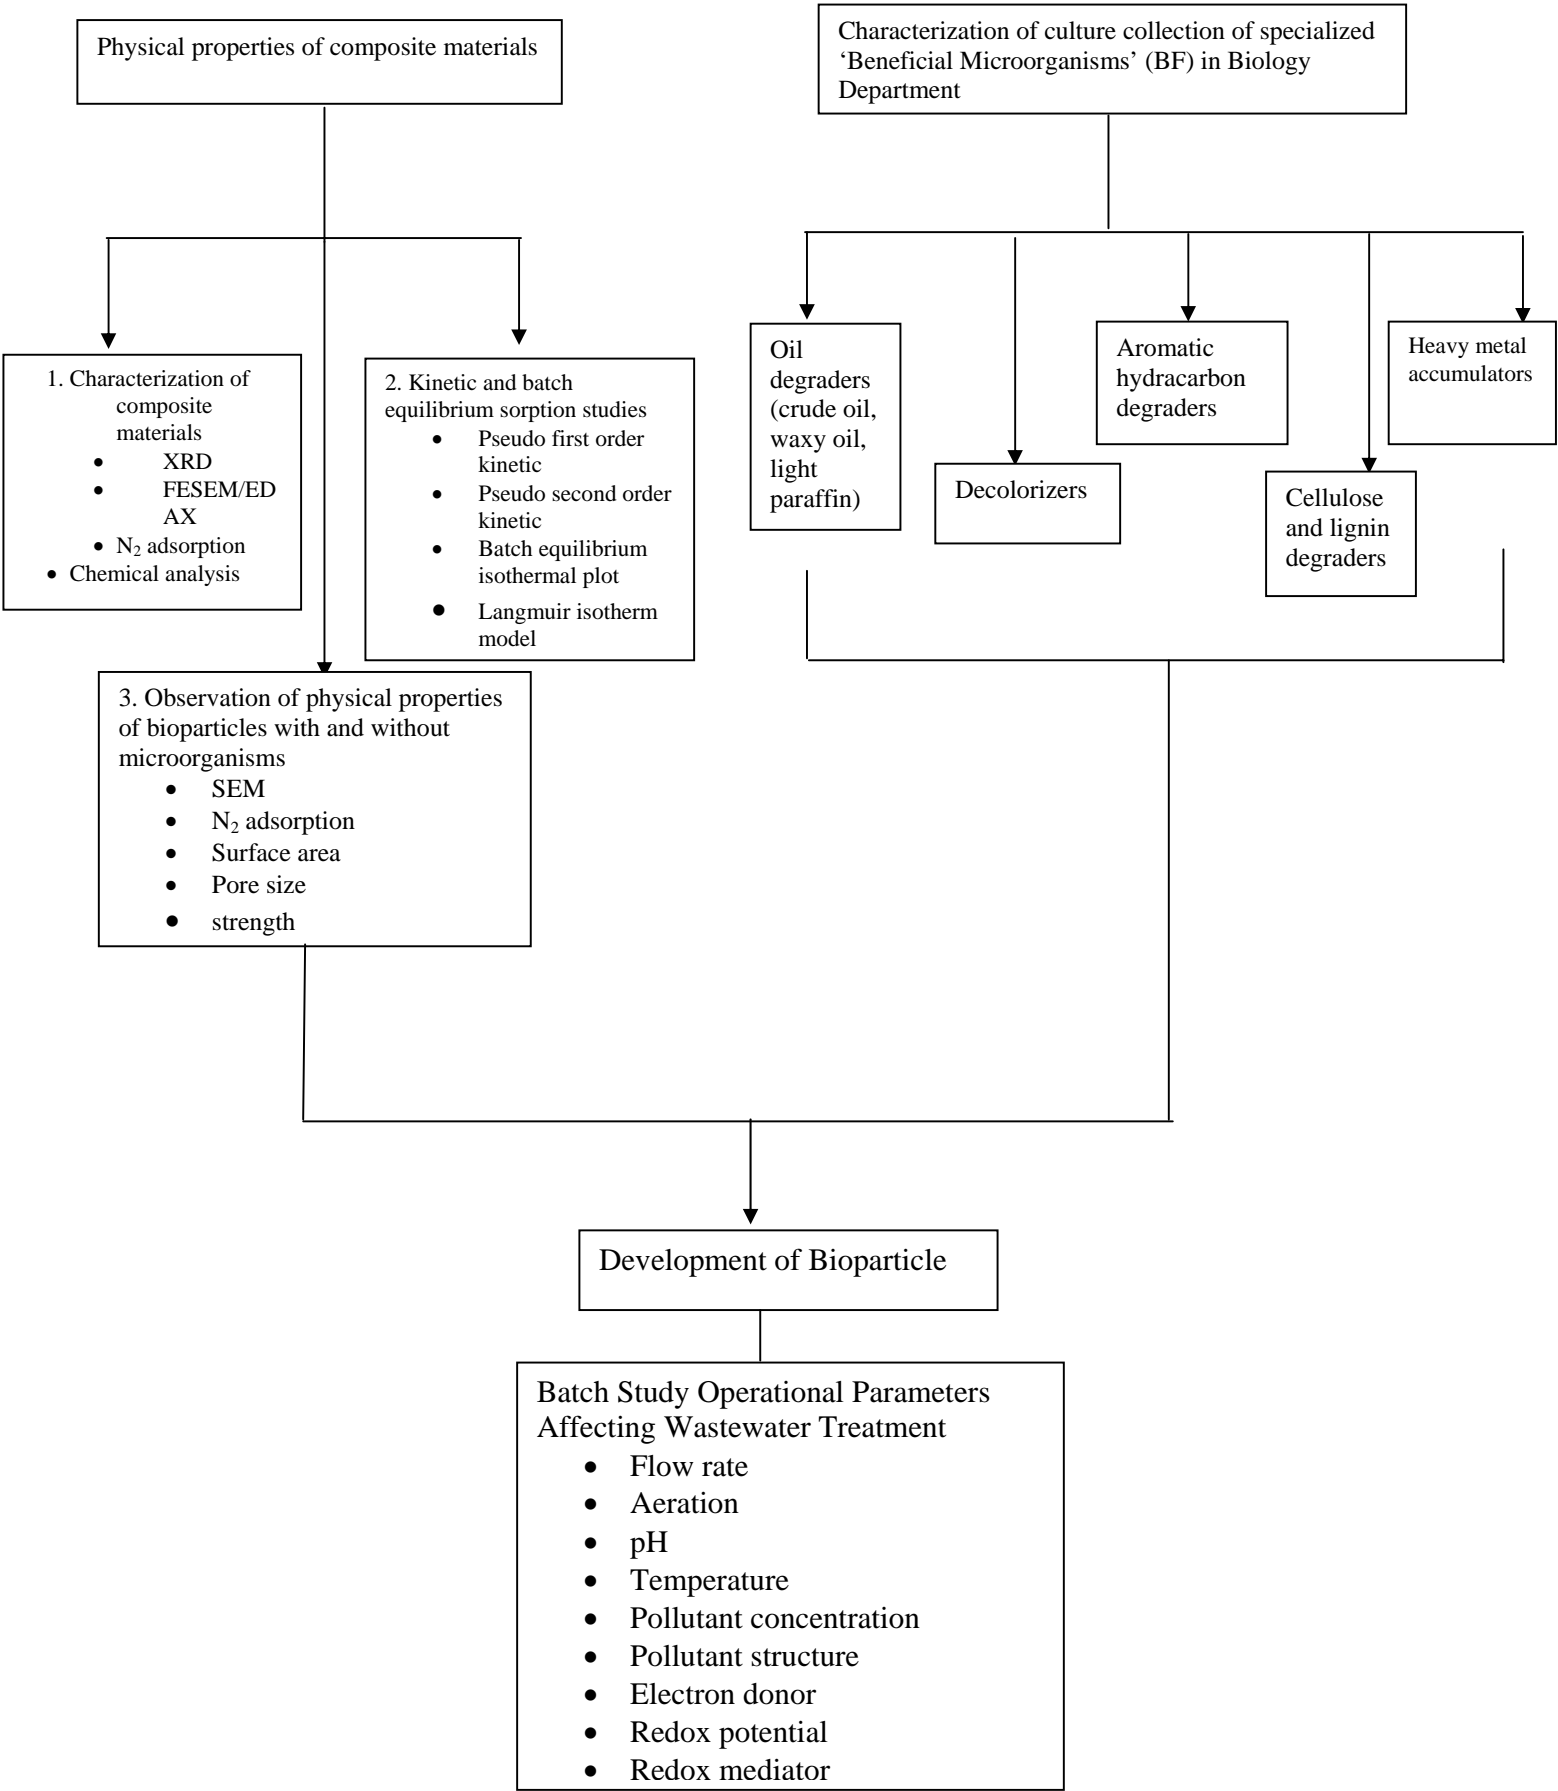 Physical properties of composite materials
Characterization of culture collection of specialized
‘Beneficial Microorganisms’ (BF) in Biology
Department
1. Characterization of
composite
materials
• XRD
• FESEM/ED
AX
• N₂ adsorption
• Chemical analysis
2. Kinetic and batch
equilibrium sorption studies
• Pseudo first order
kinetic
• Pseudo second order
kinetic
• Batch equilibrium
isothermal plot
• Langmuir isotherm
model
Oil
degraders
(crude oil,
waxy oil,
light
paraffin)
Decolorizers
Aromatic
hydracarbon
degraders
Cellulose
and lignin
degraders
Heavy metal
accumulators
3. Observation of physical properties
of bioparticles with and without
microorganisms
• SEM
• N₂ adsorption
• Surface area
• Pore size
• strength
Development of Bioparticle
Batch Study Operational Parameters
Affecting Wastewater Treatment
• Flow rate
• Aeration
• pH
• Temperature
• Pollutant concentration
• Pollutant structure
• Electron donor
• Redox potential
• Redox mediator